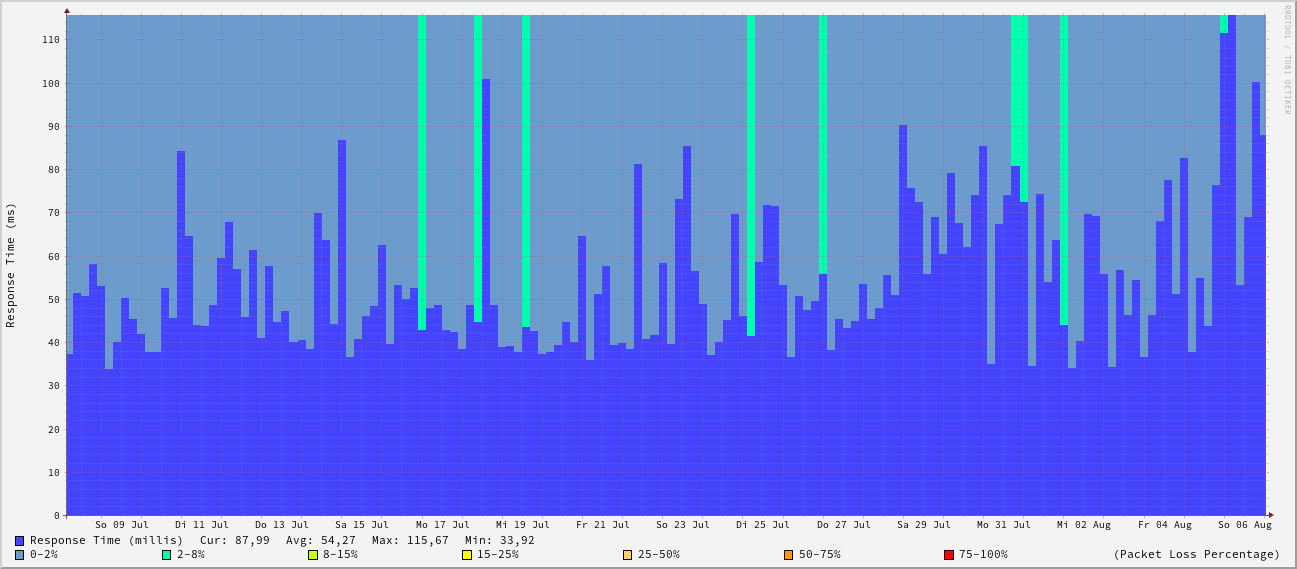 RRDTOOL / TOBI OETIKER
Response Time (ms)
110
100
90
80
70
60
50
40
30
20
10
0
So 09 Jul Di 11 Jul Do 13 Jul Sa 15 Jul Mo 17 Jul Mi 19 Jul Fr 21 Jul So 23 Jul Di 25 Jul Do 27 Jul Sa 29 Jul Mo 31 Jul Mi 02 Aug Fr 04 Aug So 06 Aug
Response Time (millis) Cur: 87,99 Avg: 54,27 Max: 115,67 Min: 33,92
0-2% 2-8% 8-15% 15-25% 25-50% 50-75% 75-100% (Packet Loss Percentage)